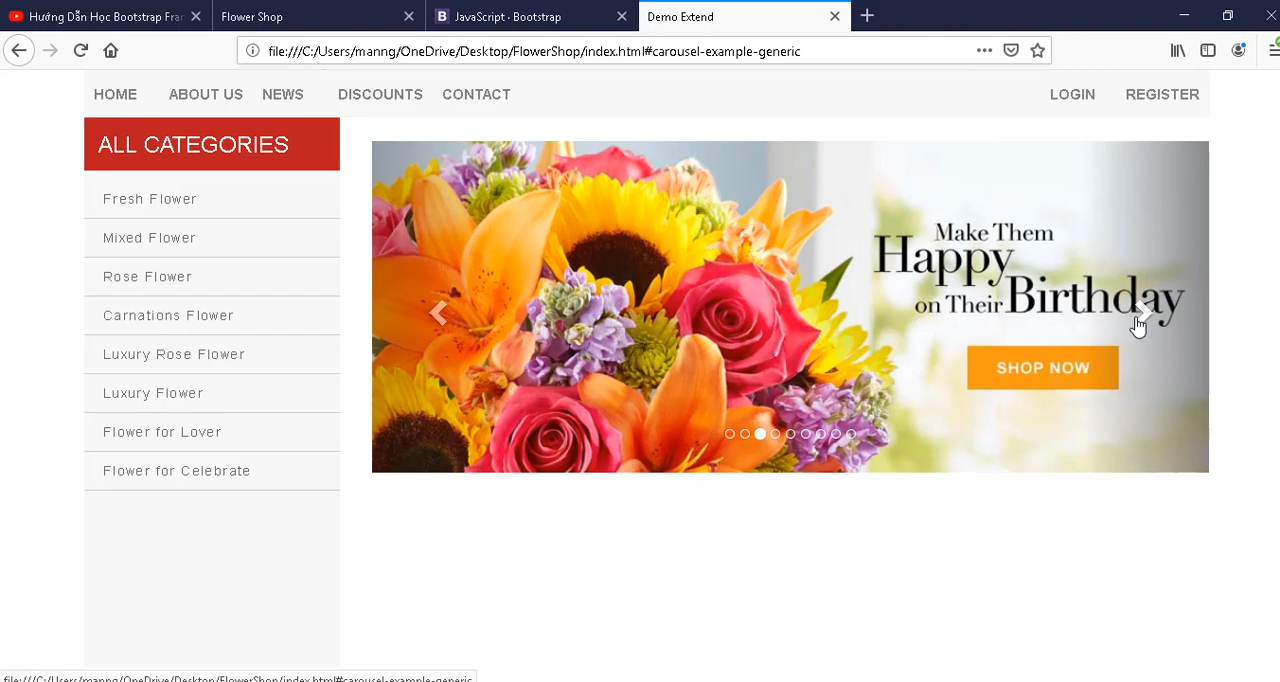 Hướng Dẫn Học Bootstrap Fra
Flower Shop
JavaScript · Bootstrap
Demo Extend
file:///C:/Users/manng/OneDrive/Desktop/FlowerShop/index.html#carousel-example-generic
HOME ABOUT US NEWS DISCOUNTS CONTACT LOGIN REGISTER
ALL CATEGORIES
Fresh Flower
Mixed Flower
Rose Flower
Carnations Flower
Luxury Rose Flower
Luxury Flower
Flower for Lover
Flower for Celebrate
Make Them
Happy
on Their Birthday
SHOP NOW
file:///C:/Users/manng/OneDrive/Desktop/FlowerShop/index.html#carousel-example-generic